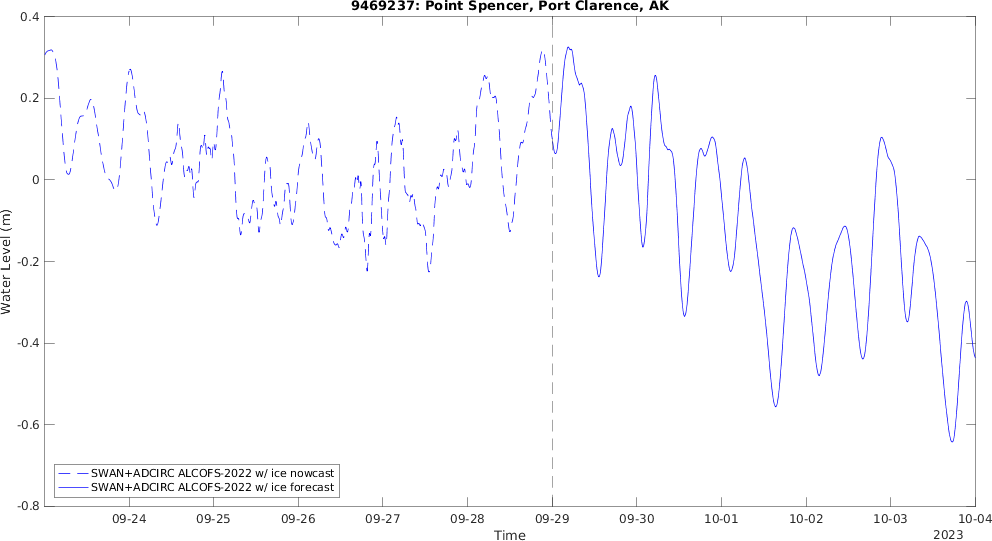 9469237: Point Spencer, Port Clarence, AK
0.4
0.2
0
-0.2
-0.4
-0.6
-0.8
Water Level (m)
SWAN+ADCIRC ALCOFS-2022 w/ ice nowcast
SWAN+ADCIRC ALCOFS-2022 w/ ice forecast
09-24 09-25 09-26 09-27 09-28 09-29 09-30 10-01 10-02 10-03 10-04
Time
2023